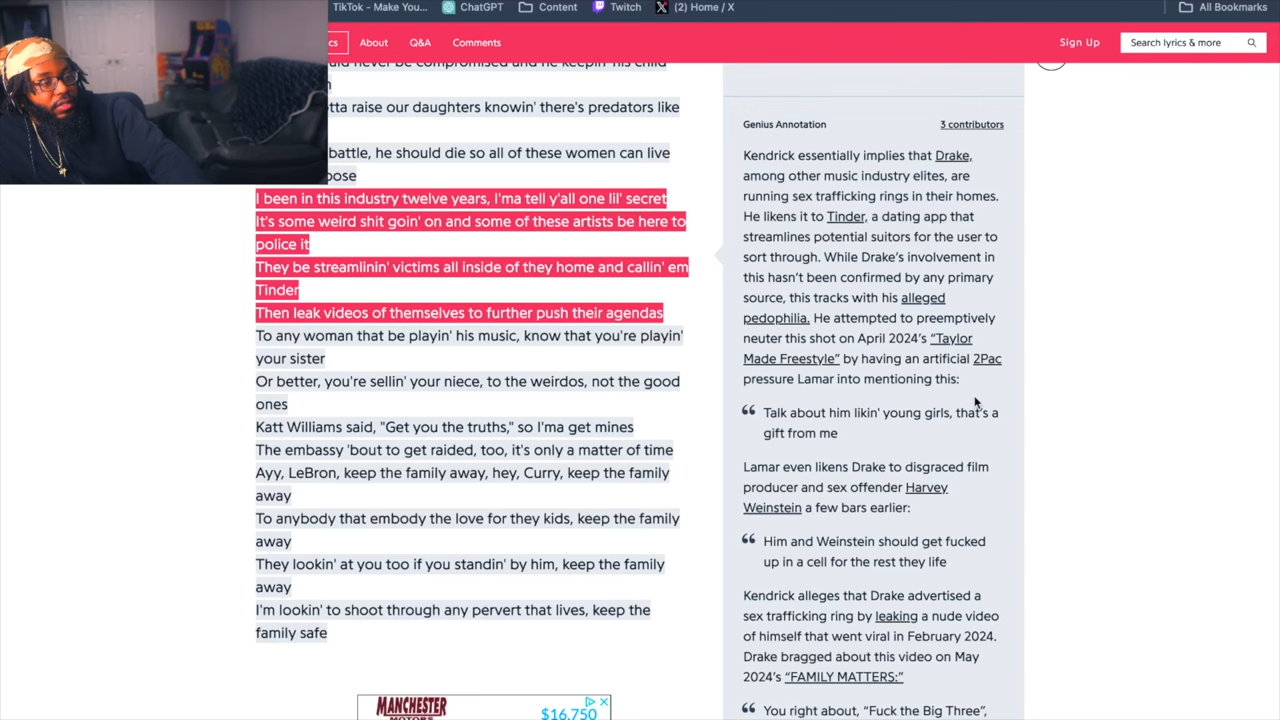 TikTok - Make You...
ChatGPT
Content
Twitch
(2) Home / X
All Bookmarks
cs
About
Q&A
Comments
Sign Up
Search lyrics & more
never be compromised and he keepin' his child
raise our daughters knowin' there's predators like
battle, he should die so all of these women can live
I been in this industry twelve years, I'ma tell y'all one lil' secret
It's some weird shit goin' on and some of these artists be here to
police it
They be streamlinin' victims all inside of they home and callin' em
Tinder
Then leak videos of themselves to further push their agendas
To any woman that be playin' his music, know that you're playin'
your sister
Or better, you're sellin' your niece, to the weirdos, not the good
ones
Katt Williams said, "Get you the truths," so I'ma get mines
The embassy 'bout to get raided, too, it's only a matter of time
Ayy, LeBron, keep the family away, hey, Curry, keep the family
away
To anybody that embody the love for they kids, keep the family
away
They lookin' at you too if you standin' by him, keep the family
away
I'm lookin' to shoot through any pervert that lives, keep the
family safe
MANCHESTER
MOTORS
$16,750
Genius Annotation
3 contributors
Kendrick essentially implies that Drake,
among other music industry elites, are
running sex trafficking rings in their homes.
He likens it to Tinder, a dating app that
streamlines potential suitors for the user to
sort through. While Drake's involvement in
this hasn't been confirmed by any primary
source, this tracks with his alleged
pedophilia. He attempted to preemptively
neuter this shot on April 2024's “Taylor
Made Freestyle” by having an artificial 2Pac
pressure Lamar into mentioning this:
“ Talk about him likin' young girls, that's a
gift from me
Lamar even likens Drake to disgraced film
producer and sex offender Harvey
Weinstein a few bars earlier:
“ Him and Weinstein should get fucked
up in a cell for the rest they life
Kendrick alleges that Drake advertised a
sex trafficking ring by leaking a nude video
of himself that went viral in February 2024.
Drake bragged about this video on May
2024's “FAMILY MATTERS:”
“ You right about, “Fuck the Big Three”,